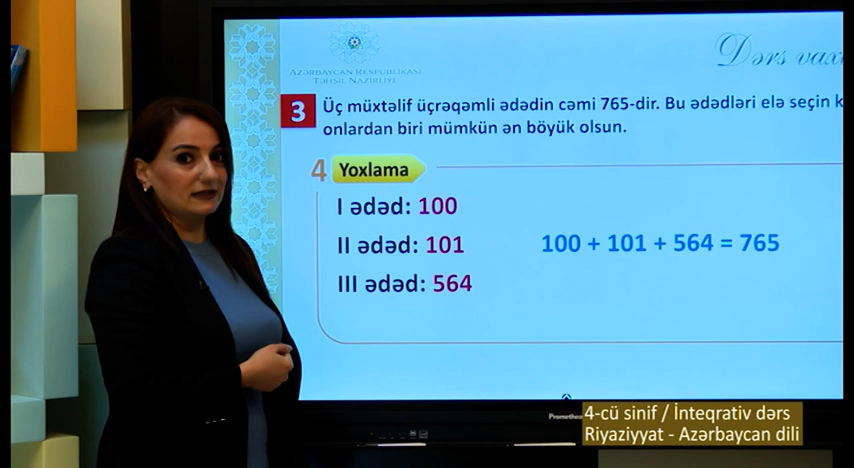 AZƏRBAYCAN RESPUBLİKASI
TƏHSİL NAZİRLİYİ
Dərs
3
Üç müxtəlif üçrəqəmli ədədin cəmi 765-dir. Bu ədədləri elə seçin
onlardan biri mümkün ən böyük olsun.
4 Yoxlama
I ədəd: 100
II ədəd: 101
100 + 101 + 564 = 765
III ədəd: 564
4-cü sinif / İnteqrativ dərs
Riyaziyyat - Azərbaycan dili